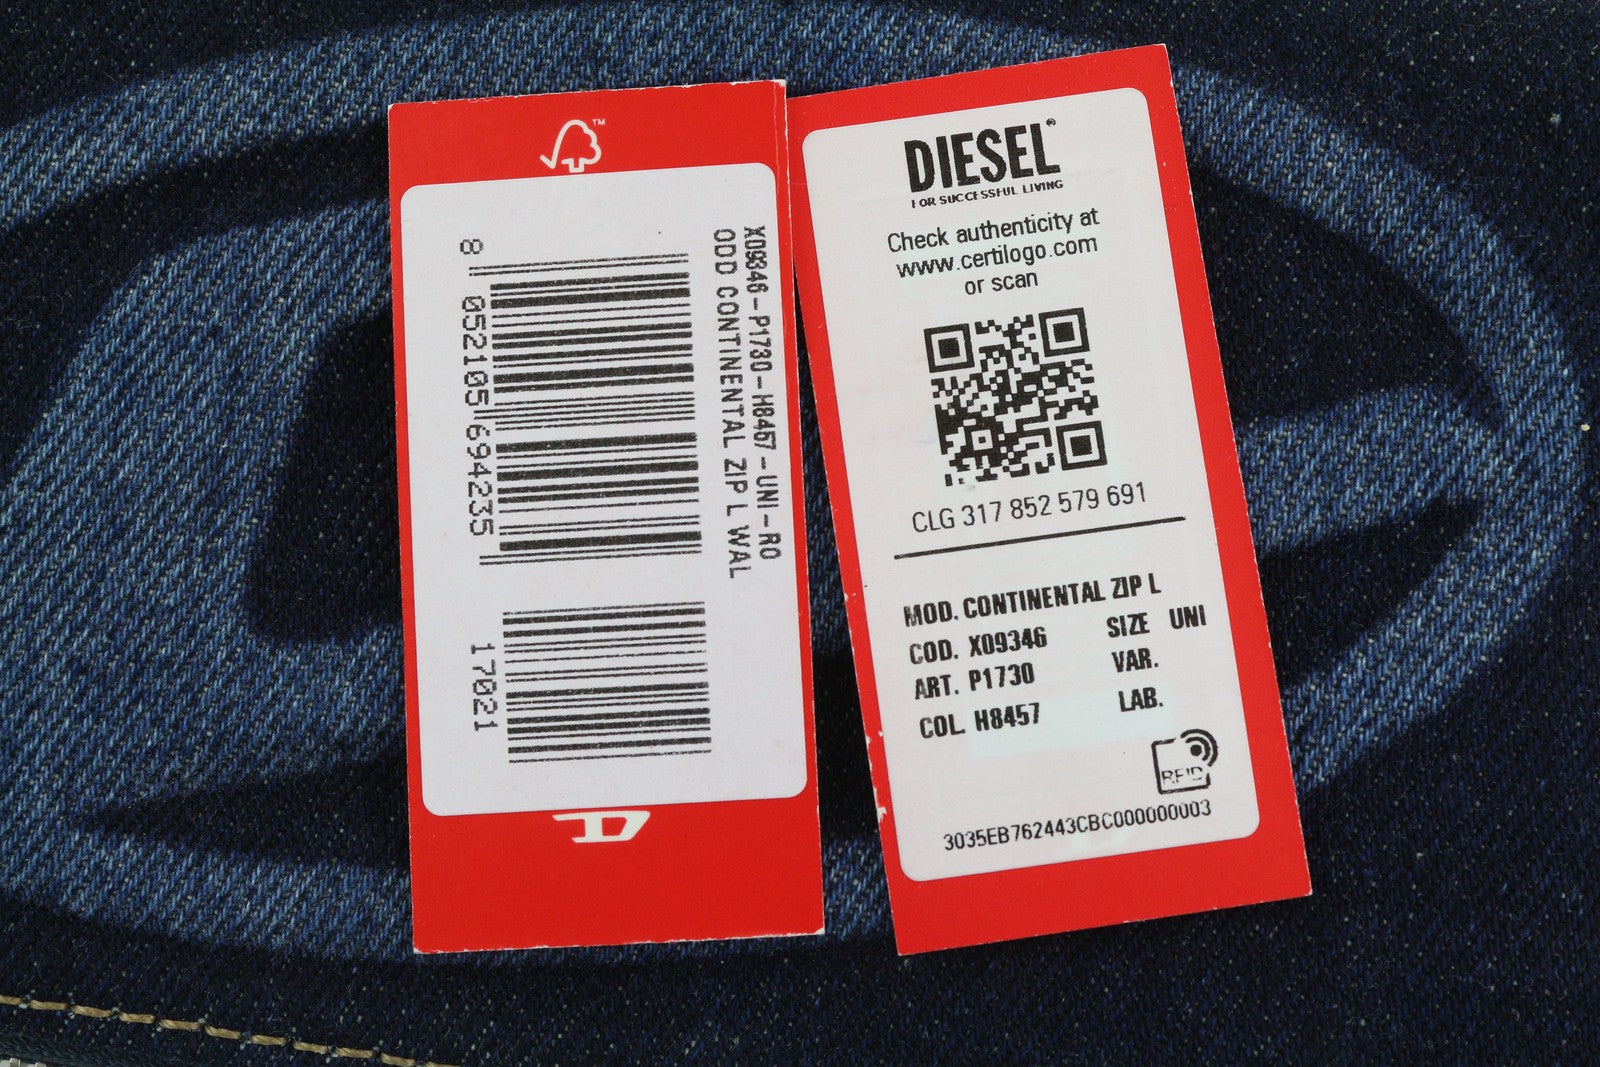 ™
X09346-P1730-H8457-UNI-RO
ODD CONTINENTAL ZIP L WAL
8 052105 694235
17021
DIESEL®
FOR SUCCESSFUL LIVING
Check authenticity at
www.certilogo.com
or scan
CLG 317 852 579 691
MOD. CONTINENTAL ZIP L
COD. X09346 SIZE UNI
ART. P1730 VAR.
COL. H8457 LAB.
RFID
3035EB762443CBC000000003